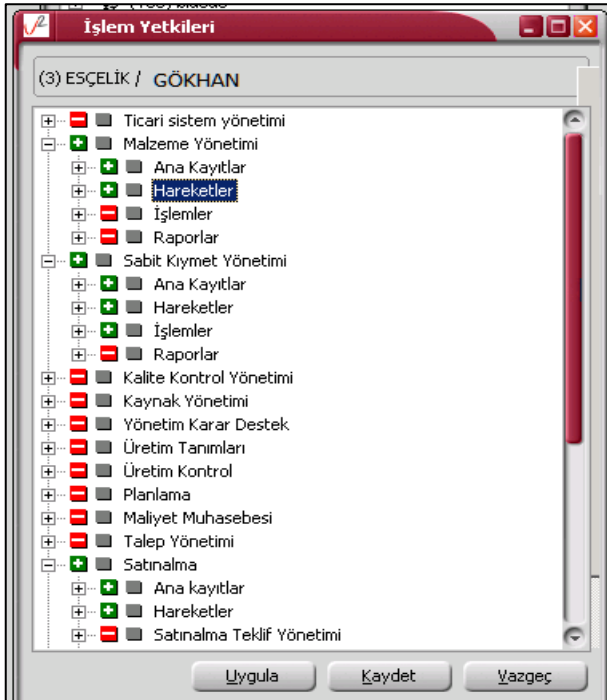 İşlem Yetkileri
(3) ESÇELİK / GÖKHAN
Ticari sistem yönetimi
Malzeme Yönetimi
Ana Kayıtlar
Hareketler
İşlemler
Raporlar
Sabit Kıymet Yönetimi
Ana Kayıtlar
Hareketler
İşlemler
Raporlar
Kalite Kontrol Yönetimi
Kaynak Yönetimi
Yönetim Karar Destek
Üretim Tanımları
Üretim Kontrol
Planlama
Maliyet Muhasebesi
Talep Yönetimi
Satınalma
Ana kayıtlar
Hareketler
Satınalma Teklif Yönetimi
Uygula Kaydet Vazgeç